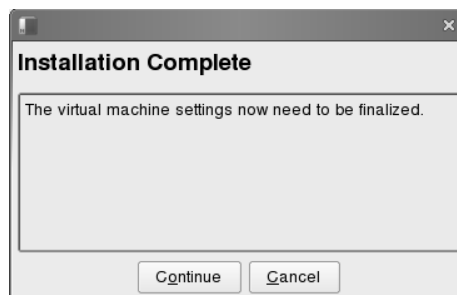 Installation Complete
The virtual machine settings now need to be finalized.
Continue
Cancel